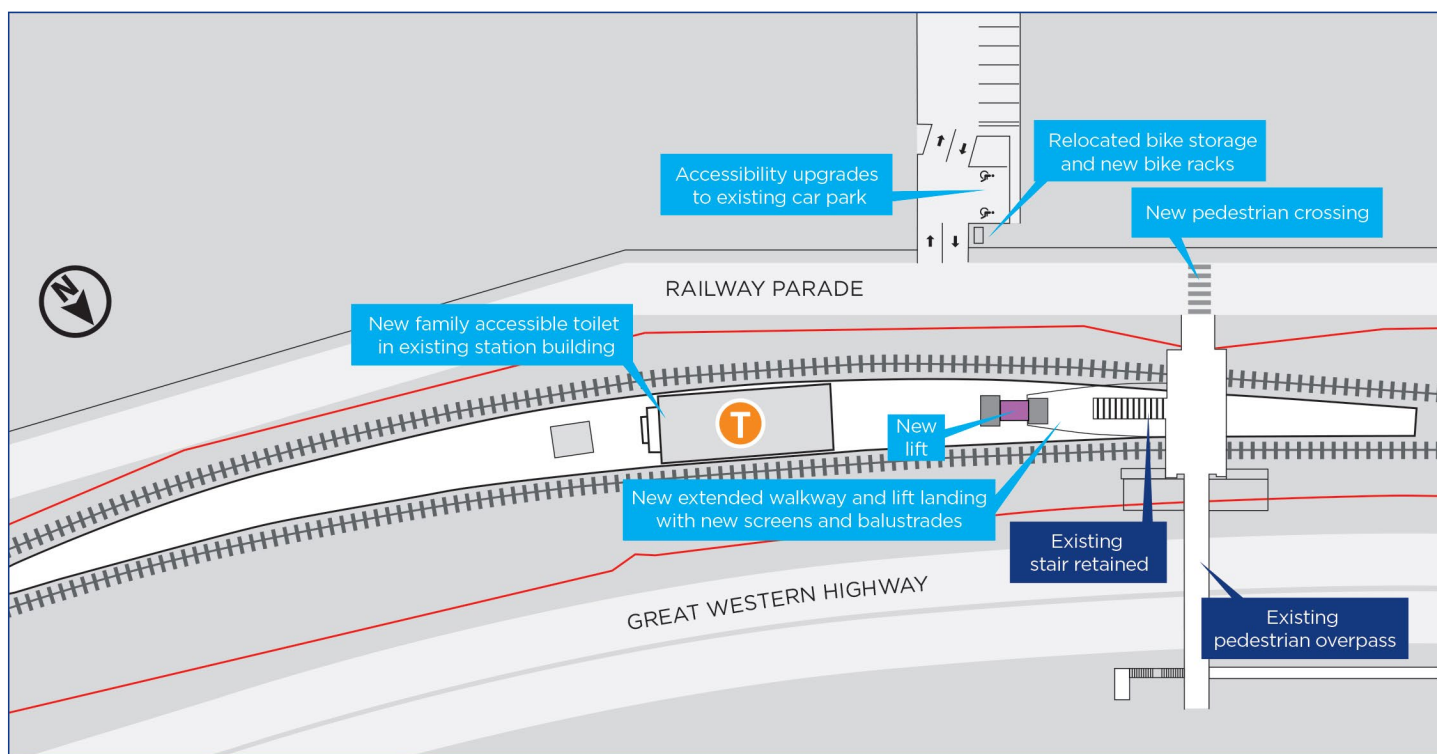 Relocated bike storage
and new bike racks
Accessibility upgrades
to existing car park
New pedestrian crossing
N
RAILWAY PARADE
New family accessible toilet
in existing station building
T
New
lift
New extended walkway and lift landing
with new screens and balustrades
Existing
stair retained
GREAT WESTERN HIGHWAY
Existing
pedestrian overpass